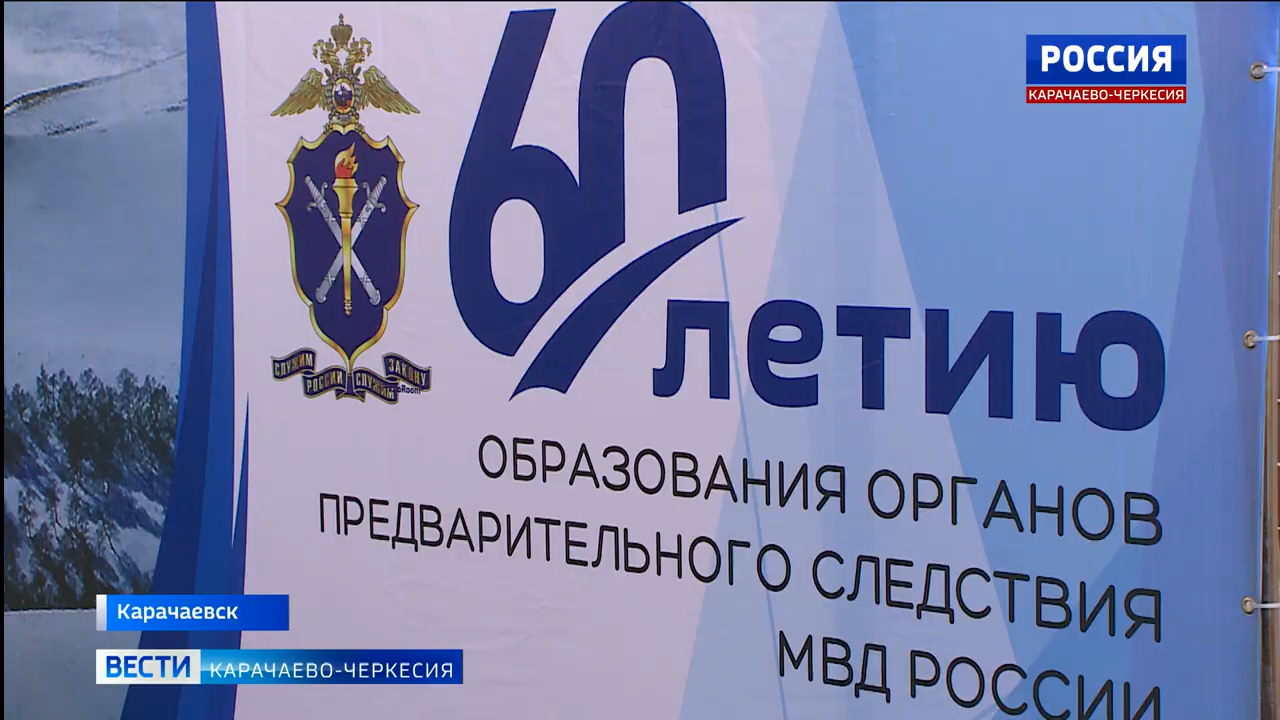 РОССИЯ
КАРАЧАЕВО-ЧЕРКЕСИЯ
60
летию
ОБРАЗОВАНИЯ ОРГАНОВ
ПРЕДВАРИТЕЛЬНОГО СЛЕДСТВИЯ
МВД РОССИИ
СЛУЖИМ РОССИИ СЛУЖИМ ЗАКОНУ
Карачаевск
ВЕСТИ КАРАЧАЕВО-ЧЕРКЕСИЯ